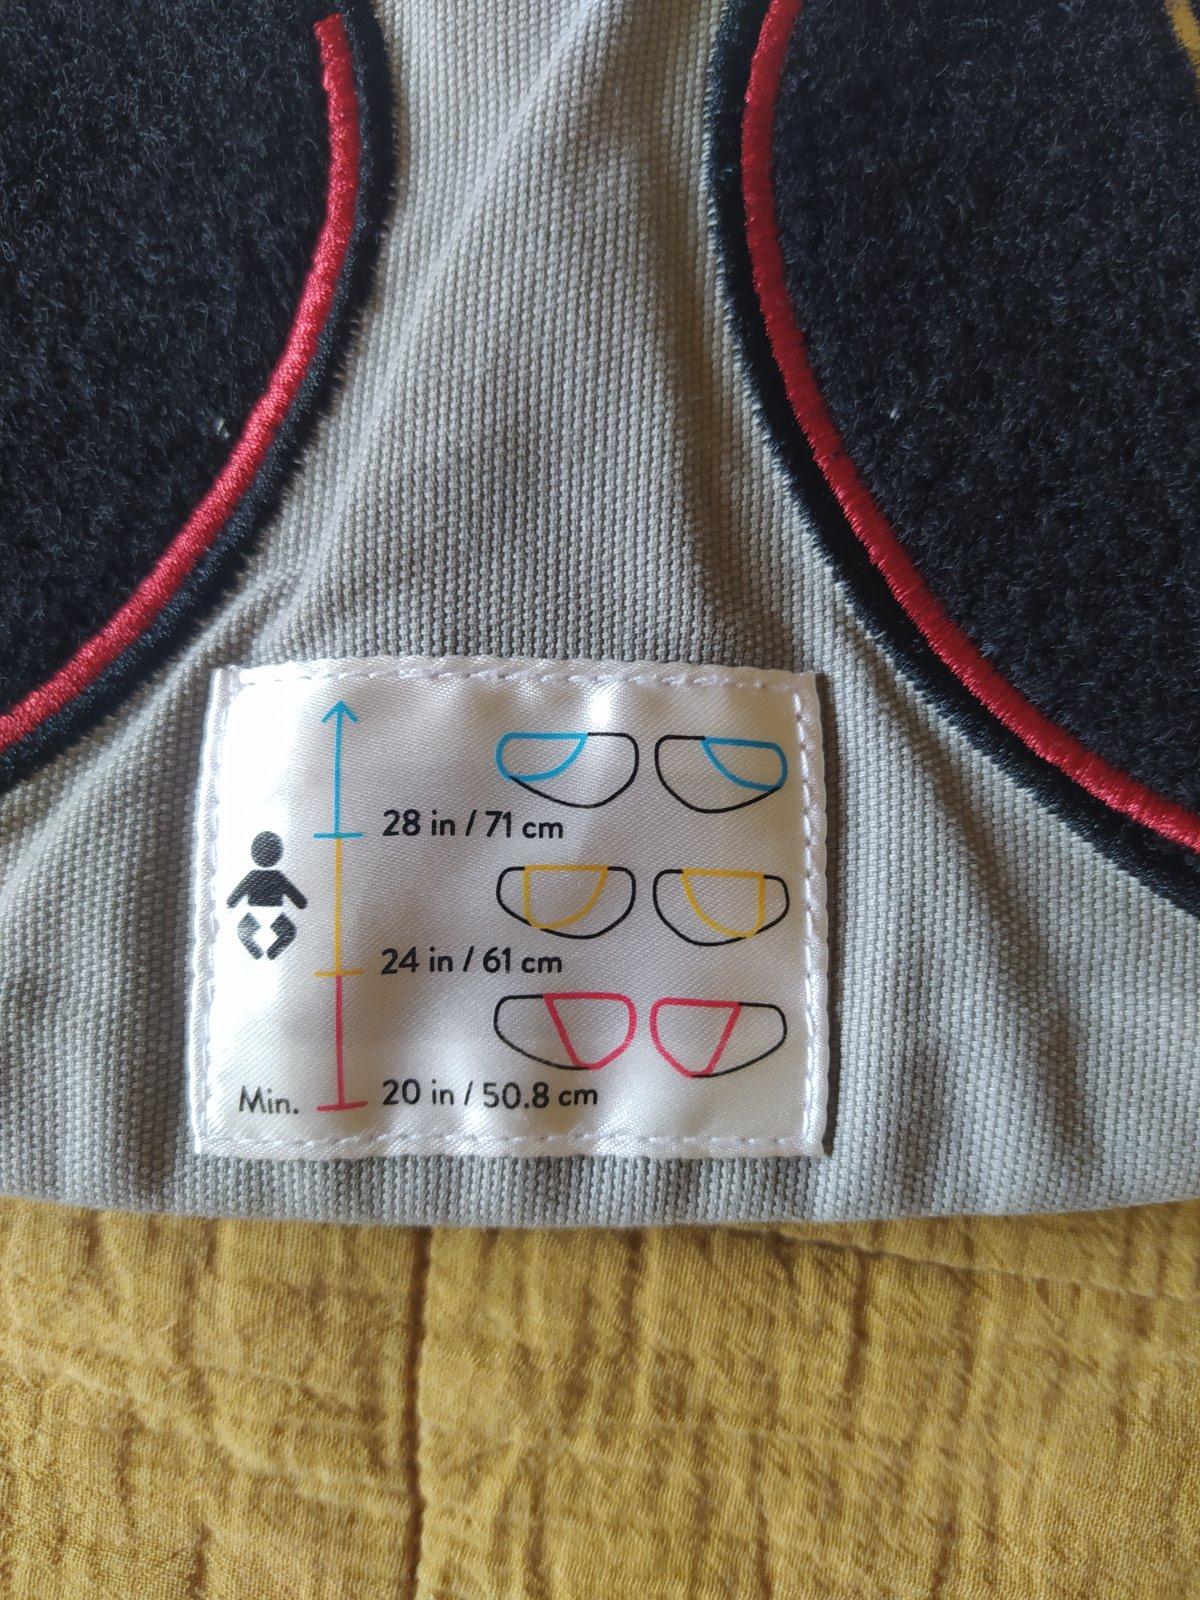 28 in / 71 cm
24 in / 61 cm
Min. 20 in / 50.8 cm